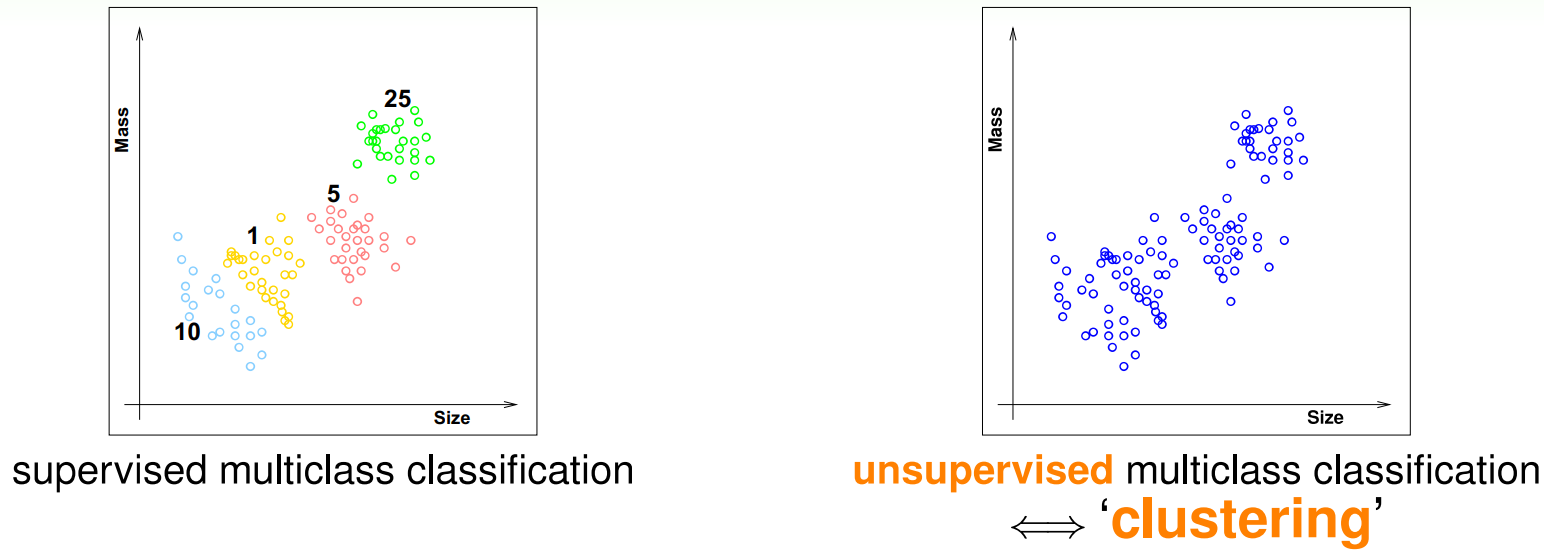 Mass
25
5
1
10
Size
supervised multiclass classification
Mass
Size
unsupervised multiclass classification
⟺ ‘clustering’